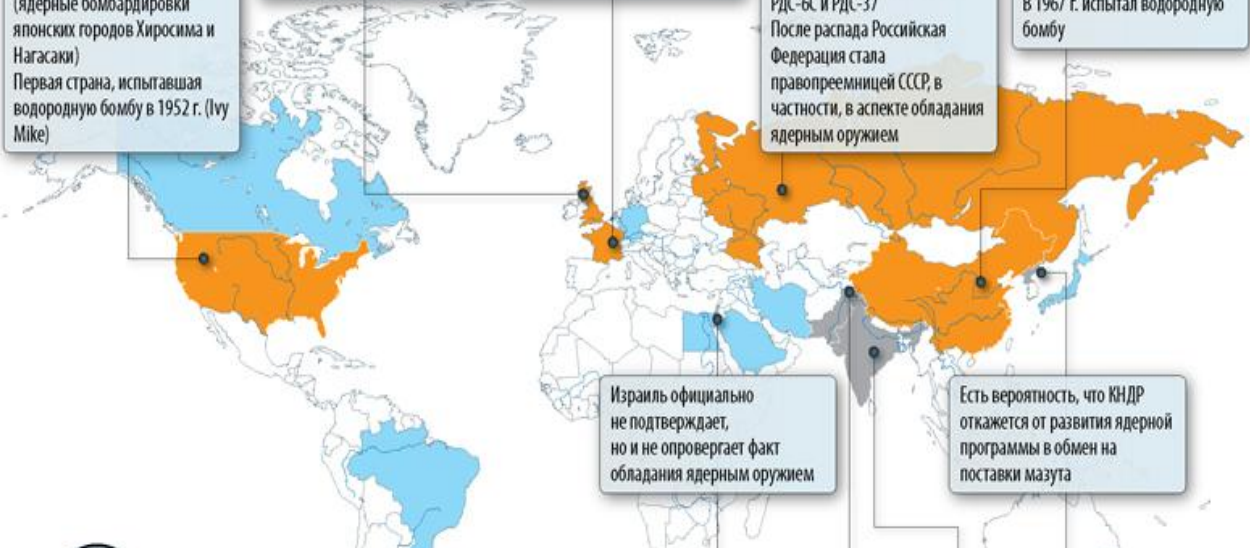 (ядерные бомбардировки
японских городов Хиросима и
Нагасаки)
Первая страна, испытавшая
водородную бомбу в 1952 г. (Ivy
Mike)
РДС-6С и РДС-37
После распада Российская
Федерация стала
правопреемницей СССР, в
частности, в аспекте обладания
ядерным оружием
В 1967 г. испытал водородную
бомбу
Израиль официально
не подтверждает,
но и не опровергает факт
обладания ядерным оружием
Есть вероятность, что КНДР
откажется от развития ядерной
программы в обмен на
поставки мазута